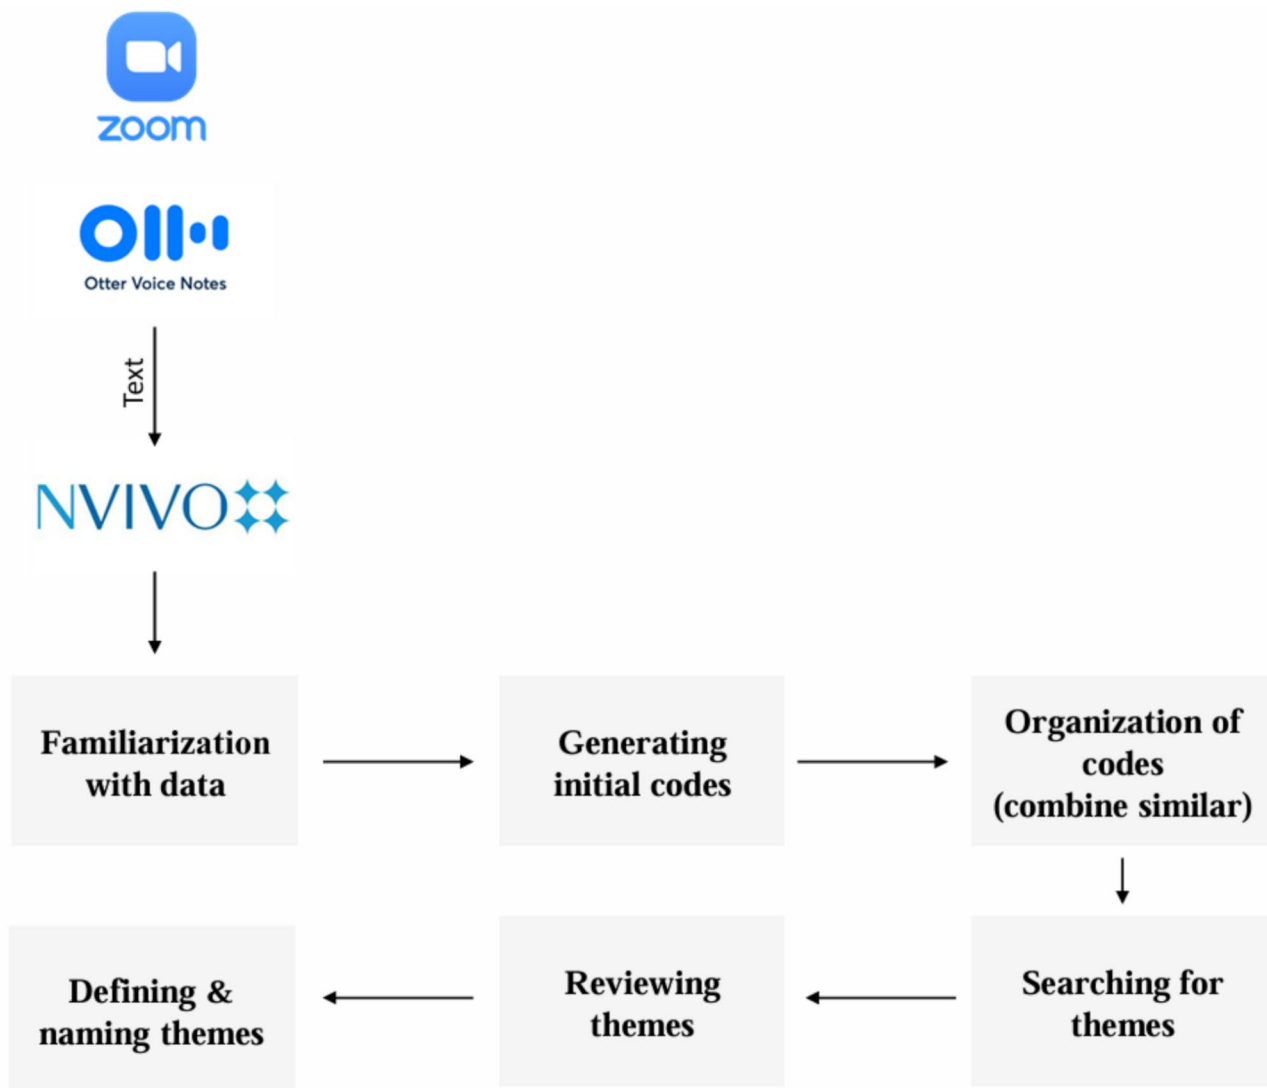 zoom
Otter Voice Notes
Text
NVIVO
Familiarization
with data
Generating
initial codes
Organization of
codes
(combine similar)
Defining &
naming themes
Reviewing
themes
Searching for
themes